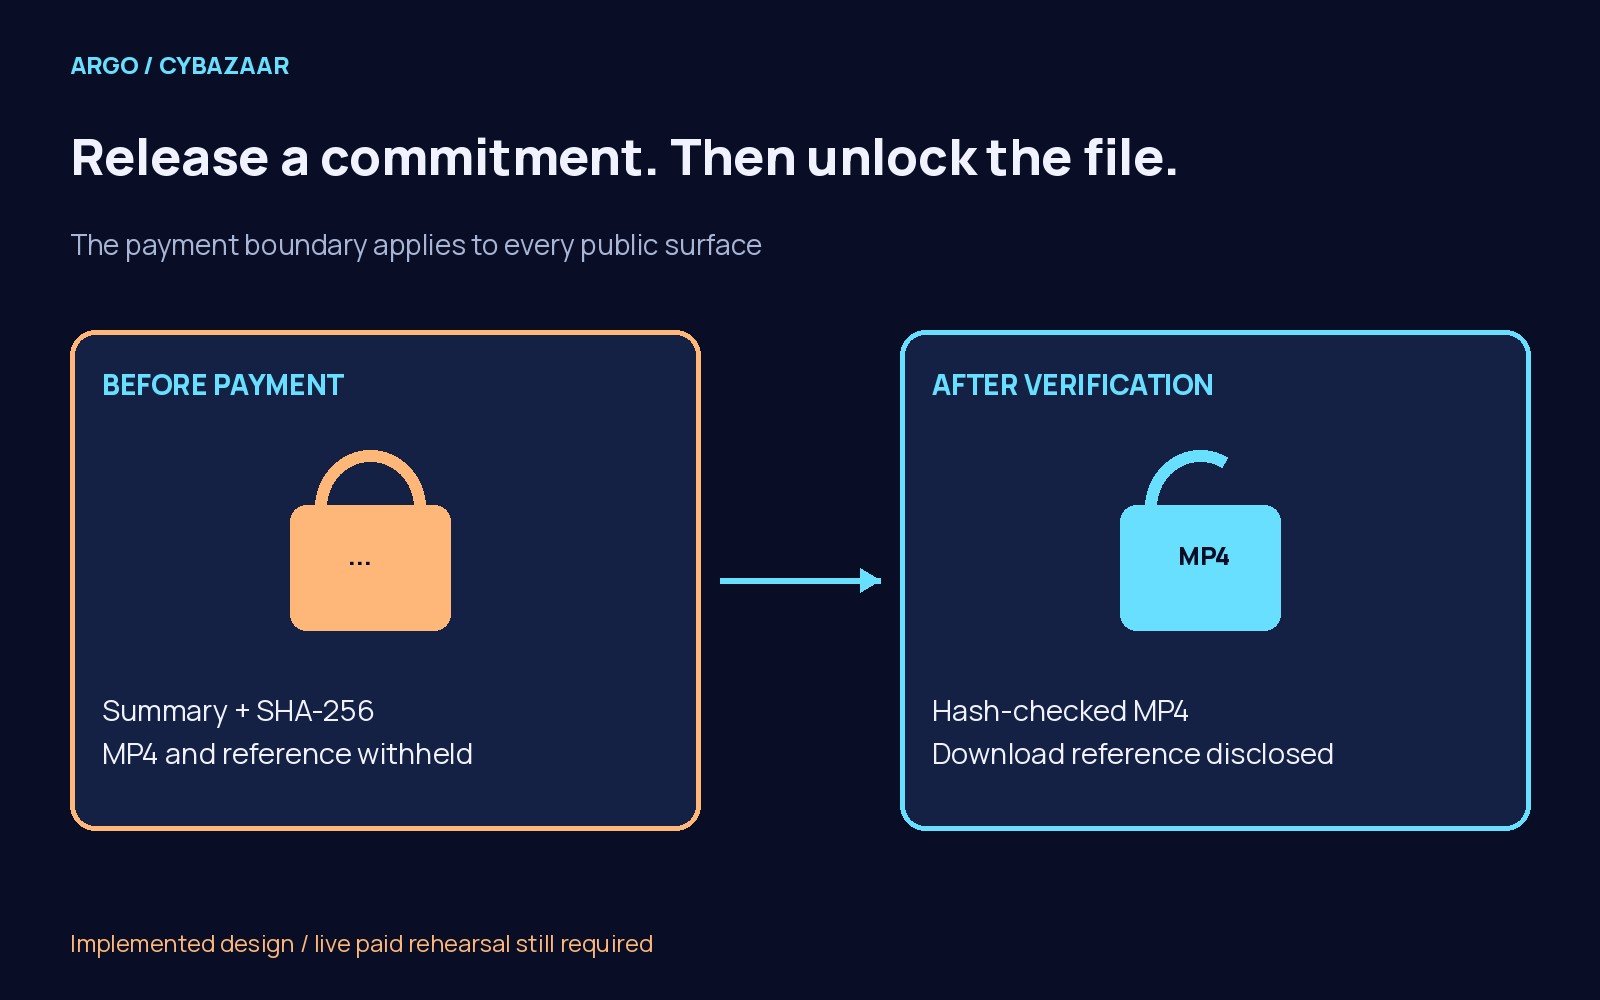 ARGO / CYBAZAAR
Release a commitment. Then unlock the file.
The payment boundary applies to every public surface
BEFORE PAYMENT
...
Summary + SHA-256
MP4 and reference withheld
AFTER VERIFICATION
MP4
Hash-checked MP4
Download reference disclosed
Implemented design / live paid rehearsal still required